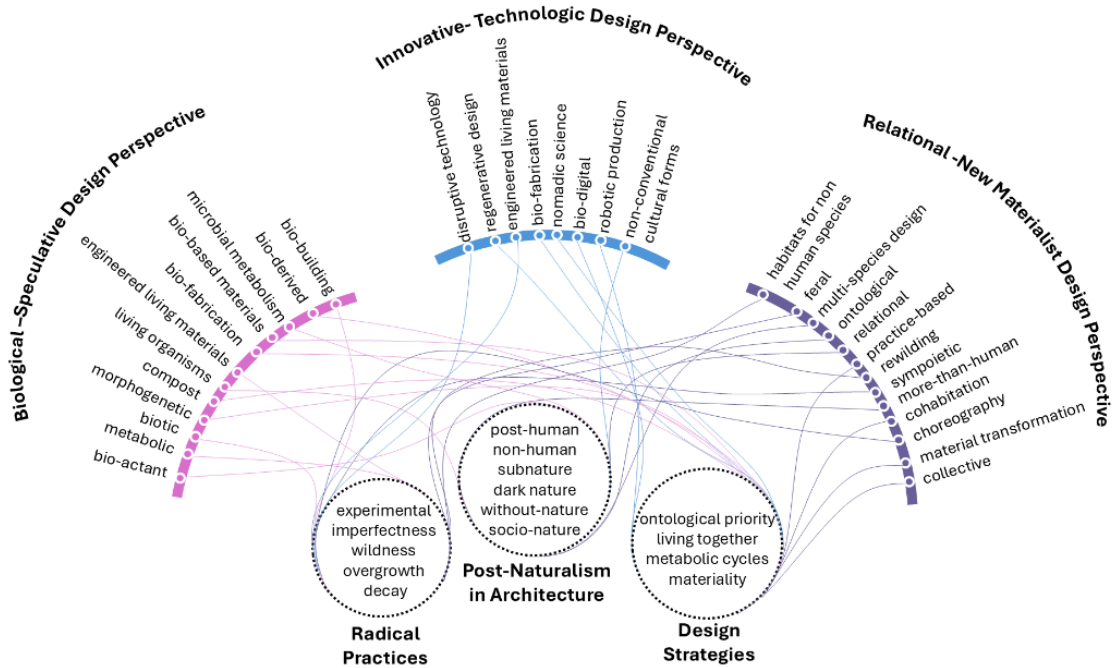 Biological –Speculative Design Perspective
bio-building
bio-derived
microbial metabolism
bio-based materials
bio-fabrication
engineered living materials
living organisms
compost
morphogenetic
biotic
metabolic
bio-actant
Innovative- Technologic Design Perspective
disruptive technology
regenerative design
engineered living materials
bio-fabrication
nomadic science
bio-digital
robotic production
non-conventional
cultural forms
Relational -New Materialist Design Perspective
habitats for non
human species
feral
multi-species design
ontological
relational
practice-based
rewilding
sympoietic
more-than-human
cohabitation
choreography
material transformation
collective
experimental
imperfectness
wildness
overgrowth
decay
Radical
Practices
post-human
non-human
subnature
dark nature
without-nature
socio-nature
Post-Naturalism
in Architecture
ontological priority
living together
metabolic cycles
materiality
Design
Strategies